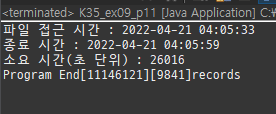 <terminated> K35_ex09_p11 [Java Application] C:\
파일 접근 시간 : 2022-04-21 04:05:33
종료 시간 : 2022-04-21 04:05:59
소요 시간(초 단위) : 26016
Program End[11146121][9841]records